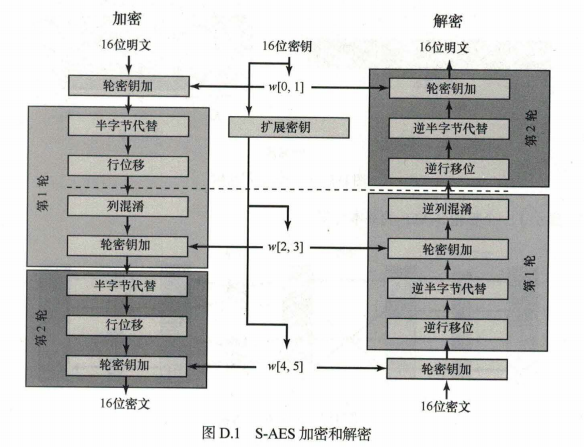 加密
解密
16位明文
16位密钥
16位明文
轮密钥加
w[0, 1]
轮密钥加
半字节代替
扩展密钥
逆半字节代替
第2轮
行位移
逆行移位
第1轮
列混淆
逆列混淆
轮密钥加
w[2, 3]
轮密钥加
第1轮
半字节代替
逆半字节代替
第2轮
行位移
逆行移位
轮密钥加
w[4, 5]
轮密钥加
16位密文
16位密文
图 D.1 S-AES 加密和解密